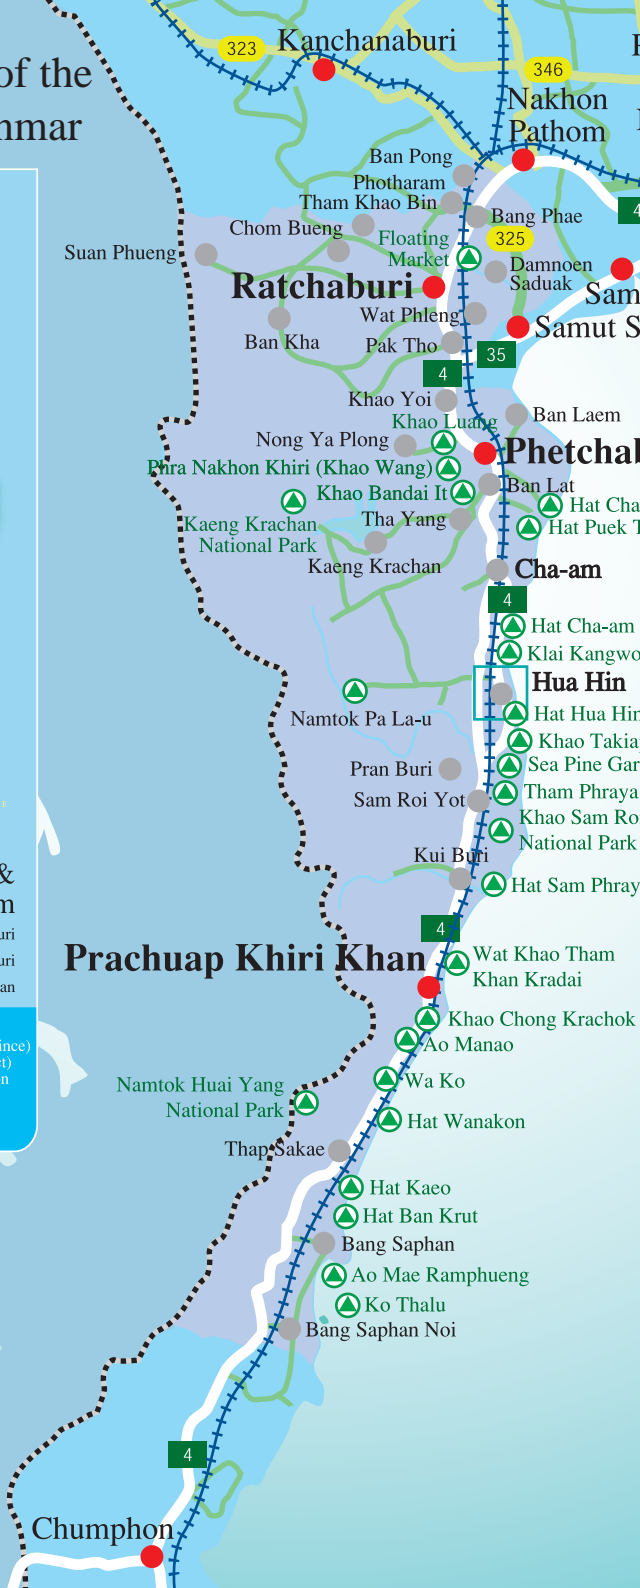 323
Kanchanaburi
346
of the
Nakhon
Pathom
Ban Pong
Photharam
Tham Khao Bin
Bang Phae
4
Chom Bueng
Floating
Market
325
Suan Phueng
Damnoen
Saduak
Ratchaburi
Sam
Wat Phleng
Samut S
Ban Kha
Pak Tho
35
4
Khao Yoi
Ban Laem
Khao Luang
Nong Ya Plong
Phetchab
Phra Nakhon Khiri (Khao Wang)
Ban Lat
Khao Bandai It
Hat Cha
Kaeng Krachan
National Park
Tha Yang
Hat Puek T
Kaeng Krachan
Cha-am
4
Hat Cha-am
Klai Kangwo
Hua Hin
Namtok Pa La-u
Hat Hua Hin
Khao Takia
Pran Buri
Sea Pine Gar
Sam Roi Yot
Tham Phraya
Khao Sam Ro
National Park
Kui Buri
&
Hat Sam Phray
4
Prachuap Khiri Khan
Wat Khao Tham
Khan Kradai
Khao Chong Krachok
Ao Manao
Namtok Huai Yang
National Park
Wa Ko
Hat Wanakon
Thap Sakae
Hat Kaeo
Hat Ban Krut
Bang Saphan
Ao Mae Ramphueng
Ko Thalu
Bang Saphan Noi
4
Chumphon